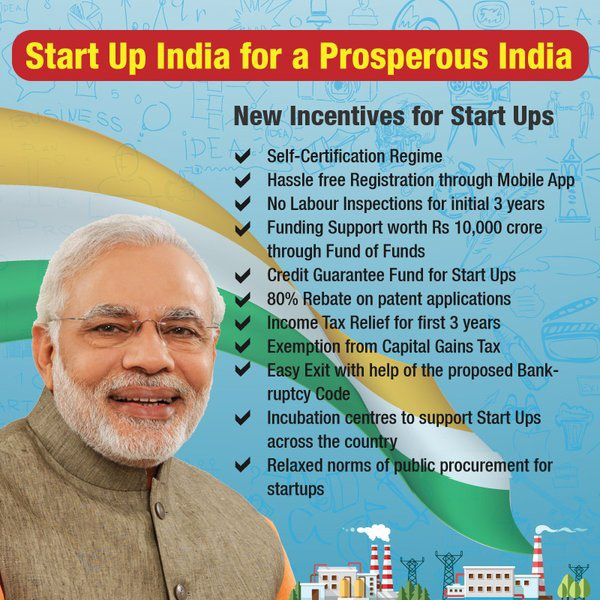 Start Up India for a Prosperous India
New Incentives for Start Ups
Self-Certification Regime
Hassle free Registration through Mobile App
No Labour Inspections for initial 3 years
Funding Support worth Rs 10,000 crore
through Fund of Funds
Credit Guarantee Fund for Start Ups
80% Rebate on patent applications
Income Tax Relief for first 3 years
Exemption from Capital Gains Tax
Easy Exit with help of the proposed Bank-
ruptcy Code
Incubation centres to support Start Ups
across the country
Relaxed norms of public procurement for
startups